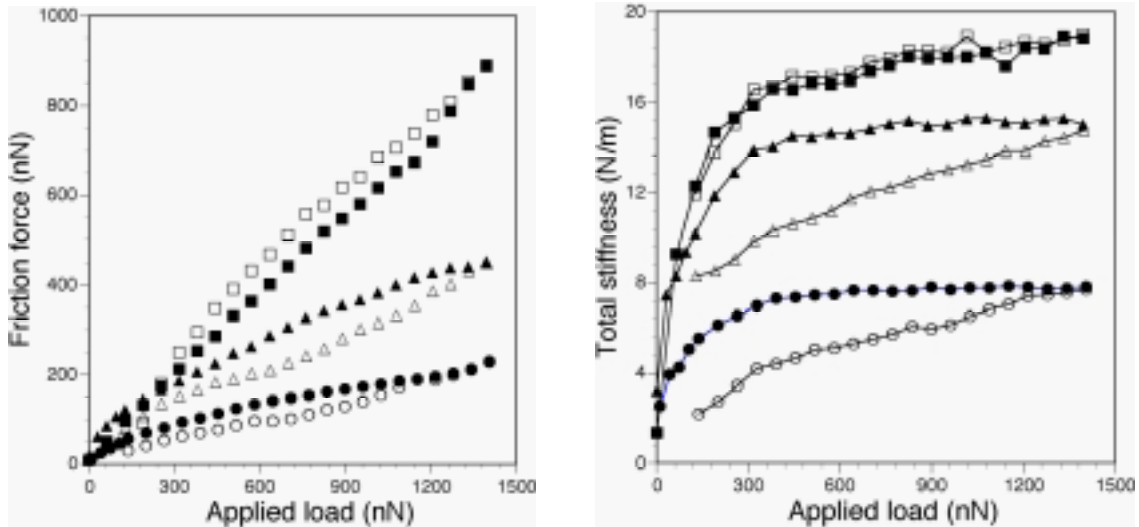 1000
800
600
400
200
0
Friction force (nN)
0 300 600 900 1200 1500
Applied load (nN)
20
16
12
8
4
0
Total stiffness (N/m)
0 300 600 900 1200 1500
Applied load (nN)